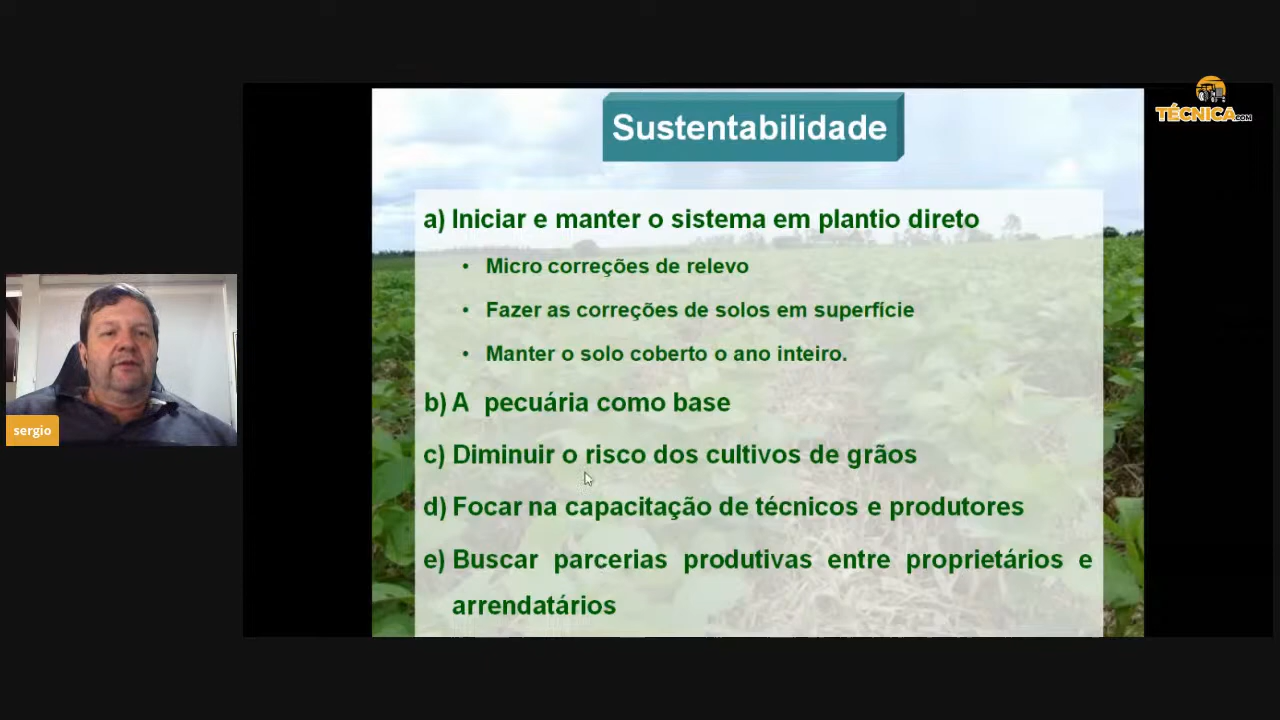 TÉCNICA.COM
Sustentabilidade
a) Iniciar e manter o sistema em plantio direto
• Micro correções de relevo
• Fazer as correções de solos em superfície
• Manter o solo coberto o ano inteiro.
b) A pecuária como base
c) Diminuir o risco dos cultivos de grãos
d) Focar na capacitação de técnicos e produtores
e) Buscar parcerias produtivas entre proprietários e
arrendatários
sergio